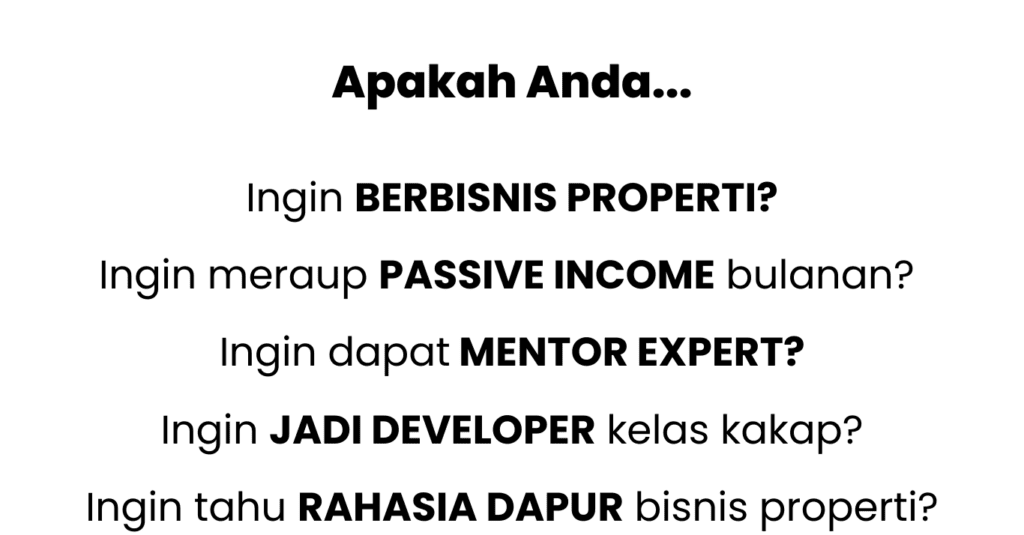 Apakah Anda...
Ingin BERBISNIS PROPERTI?
Ingin meraup PASSIVE INCOME bulanan?
Ingin dapat MENTOR EXPERT?
Ingin JADI DEVELOPER kelas kakap?
Ingin tahu RAHASIA DAPUR bisnis properti?